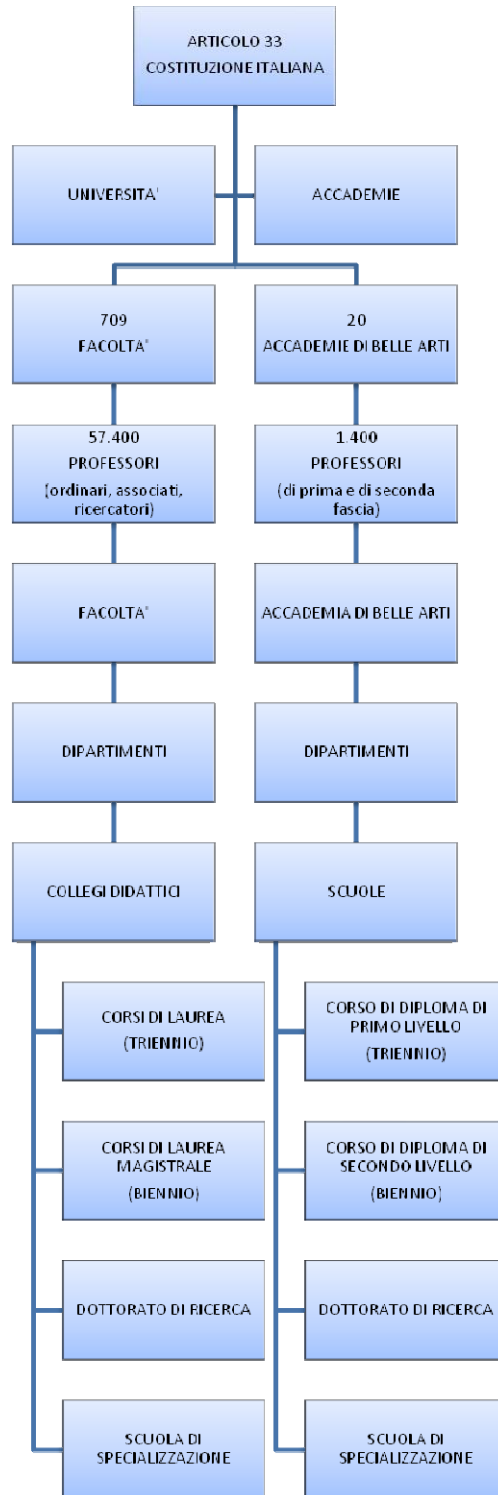 ARTICOLO 33
COSTITUZIONE ITALIANA
UNIVERSITA'
ACCADEMIE
709
FACOLTA'
20
ACCADEMIE DI BELLE ARTI
57.400
PROFESSORI
(ordinari, associati,
ricercatori)
1.400
PROFESSORI
(di prima e di seconda
fascia)
FACOLTA'
ACCADEMIA DI BELLE ARTI
DIPARTIMENTI
DIPARTIMENTI
COLLEGI DIDATTICI
SCUOLE
CORSI DI LAUREA
(TRIENNIO)
CORSO DI DIPLOMA DI
PRIMO LIVELLO
(TRIENNIO)
CORSI DI LAUREA
MAGISTRALE
(BIENNIO)
CORSO DI DIPLOMA DI
SECONDO LIVELLO
(BIENNIO)
DOTTORATO DI RICERCA
DOTTORATO DI RICERCA
SCUOLA DI
SPECIALIZZAZIONE
SCUOLA DI
SPECIALIZZAZIONE